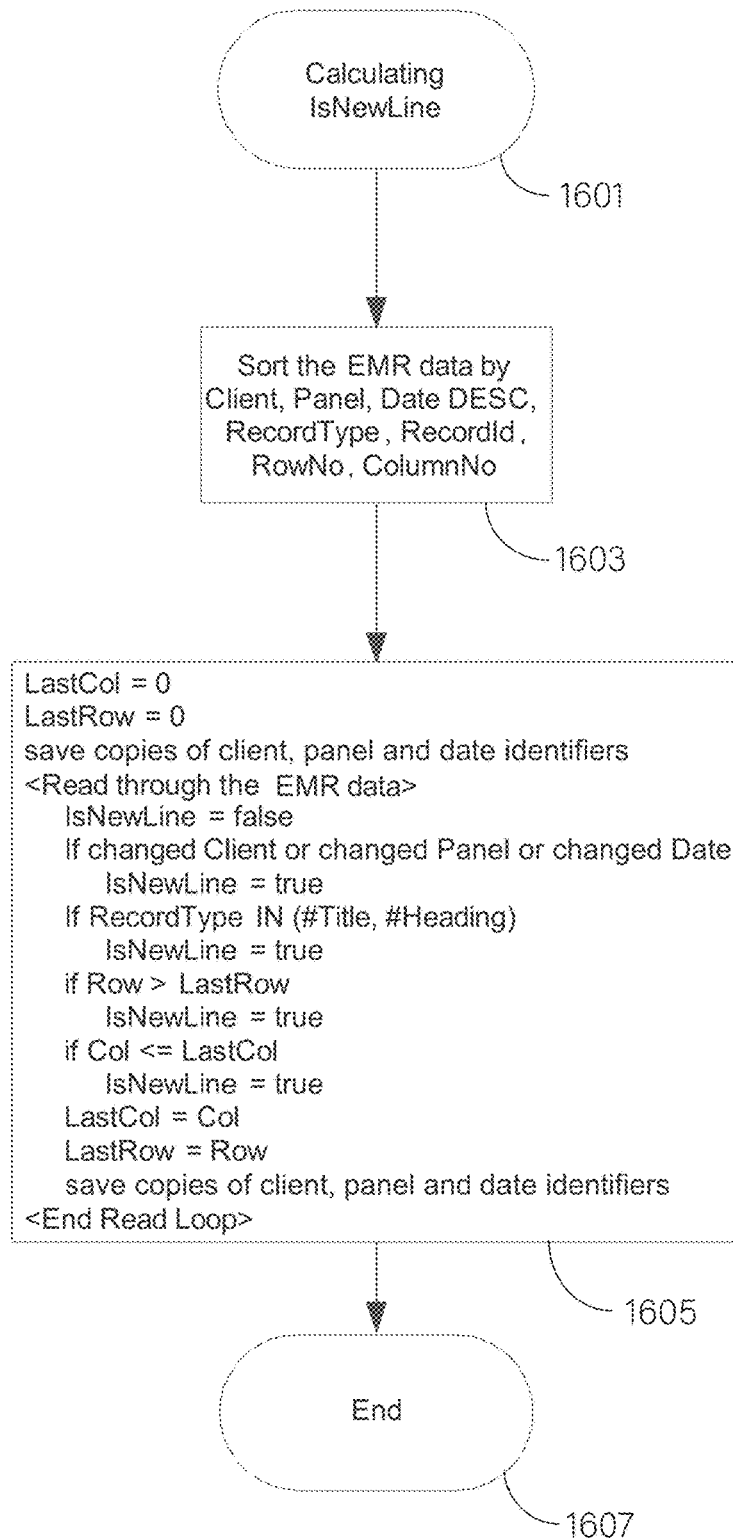 Calculating
IsNewLine
1601
Sort the EMR data by
Client, Panel, Date DESC,
RecordType, RecordId,
RowNo, ColumnNo
1603
LastCol = 0
LastRow = 0
save copies of client, panel and date identifiers
<Read through the EMR data>
IsNewLine = false
If changed Client or changed Panel or changed Date
IsNewLine = true
If RecordType IN (#Title, #Heading)
IsNewLine = true
if Row > LastRow
IsNewLine = true
if Col <= LastCol
IsNewLine = true
LastCol = Col
LastRow = Row
save copies of client, panel and date identifiers
<End Read Loop>
1605
End
1607